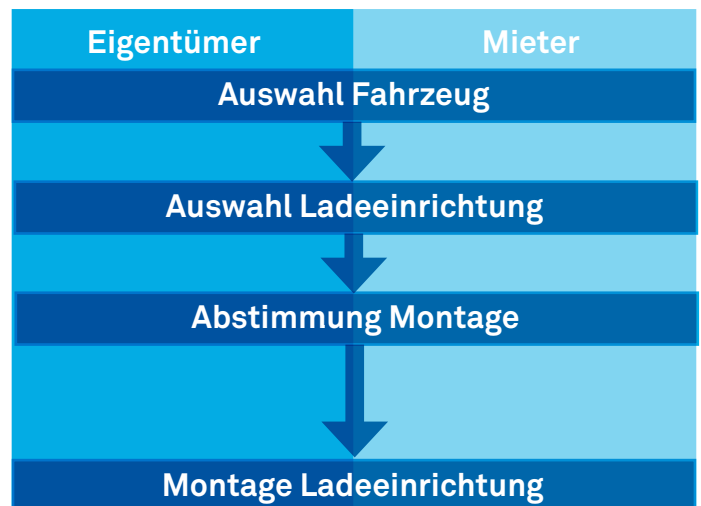 Eigentümer
Mieter
Auswahl Fahrzeug
Auswahl Ladeeinrichtung
Abstimmung Montage
Montage Ladeeinrichtung